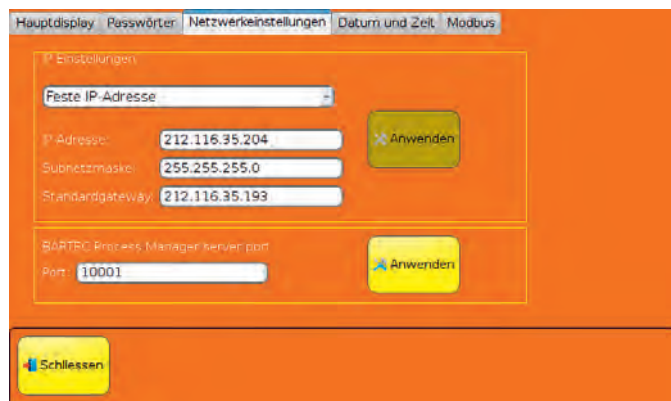 Hauptdisplay Passwörter Netzwerkeinstellungen Datum und Zeit Modbus
IP Einstellungen
Feste IP-Adresse
IP Adresse: 212.116.35.204
Anwenden
Subnetzmaske: 255.255.255.0
Standardgateway: 212.116.35.193
BARTEC Process Manager server port
Port: 10001
Anwenden
Schliessen